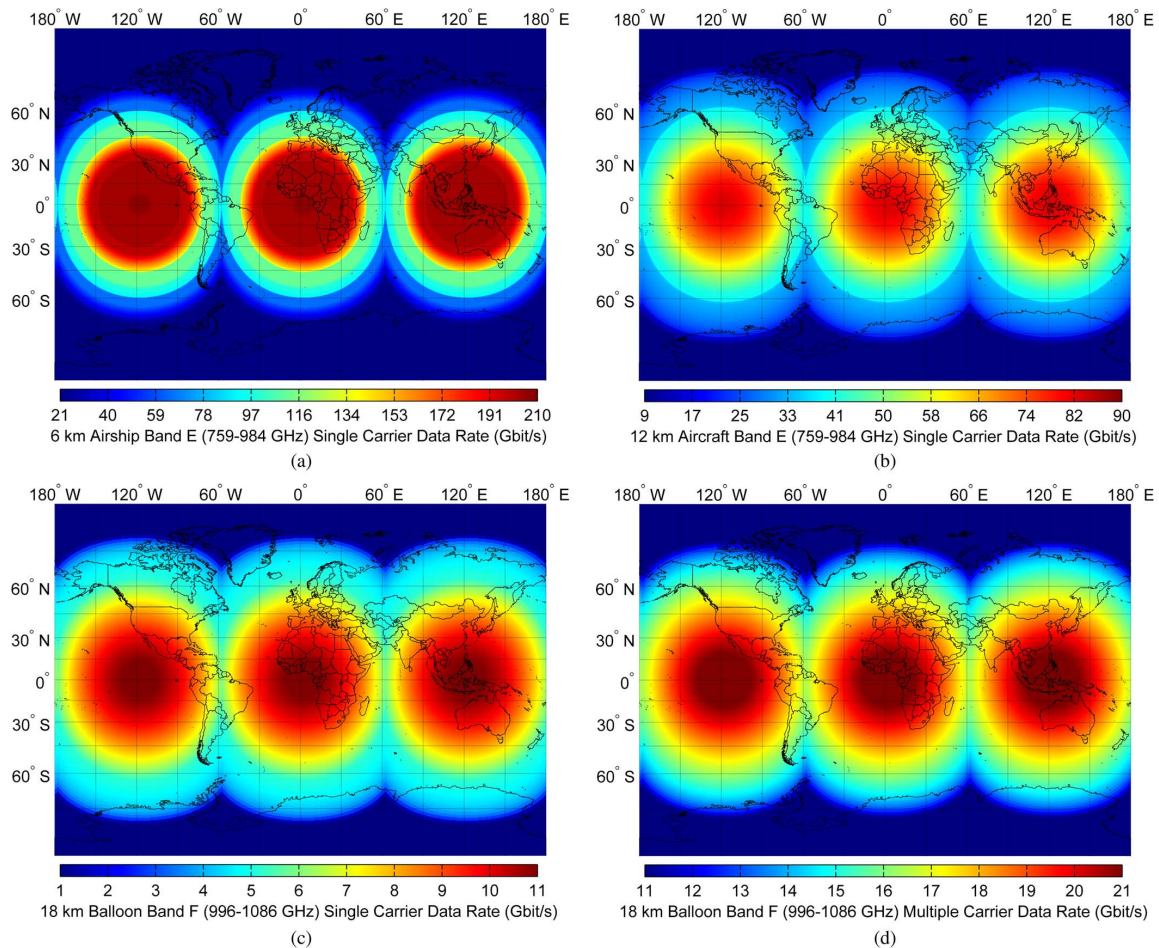 180° W 120° W 60° W 0° 60° E 120° E 180° E
60° N
30° N
0°
30° S
60° S
21 40 59 78 97 116 134 153 172 191 210
6 km Airship Band E (759-984 GHz) Single Carrier Data Rate (Gbit/s)
(a)
180° W 120° W 60° W 0° 60° E 120° E 180° E
60° N
30° N
0°
30° S
60° S
9 17 25 33 41 50 58 66 74 82 90
12 km Aircraft Band E (759-984 GHz) Single Carrier Data Rate (Gbit/s)
(b)
180° W 120° W 60° W 0° 60° E 120° E 180° E
60° N
30° N
0°
30° S
60° S
1 2 3 4 5 6 7 8 9 10 11
18 km Balloon Band F (996-1086 GHz) Single Carrier Data Rate (Gbit/s)
(c)
180° W 120° W 60° W 0° 60° E 120° E 180° E
60° N
30° N
0°
30° S
60° S
11 12 13 14 15 16 17 18 19 20 21
18 km Balloon Band F (996-1086 GHz) Multiple Carrier Data Rate (Gbit/s)
(d)